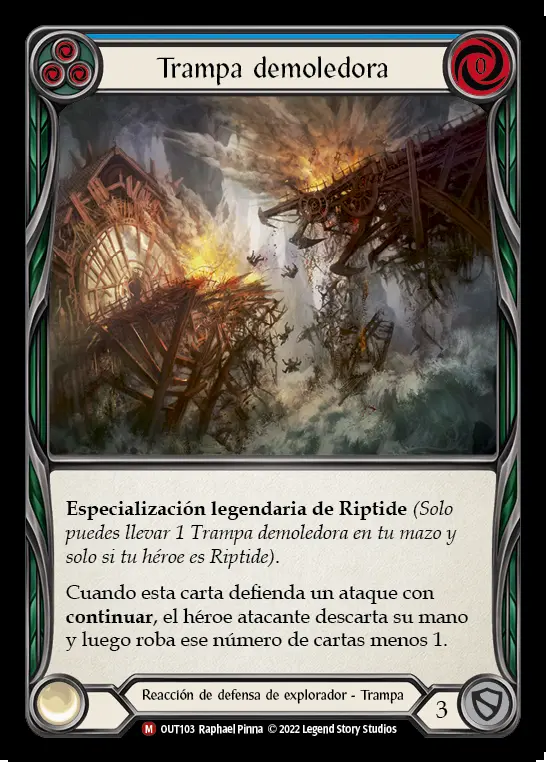 Trampa demoledora
0
Especialización legendaria de Riptide (Solo
puedes llevar 1 Trampa demoledora en tu mazo y
solo si tu héroe es Riptide).
Cuando esta carta defienda un ataque con
continuar, el héroe atacante descarta su mano
y luego roba ese número de cartas menos 1.
Reacción de defensa de explorador - Trampa
3
M OUT103 Raphael Pinna © 2022 Legend Story Studios